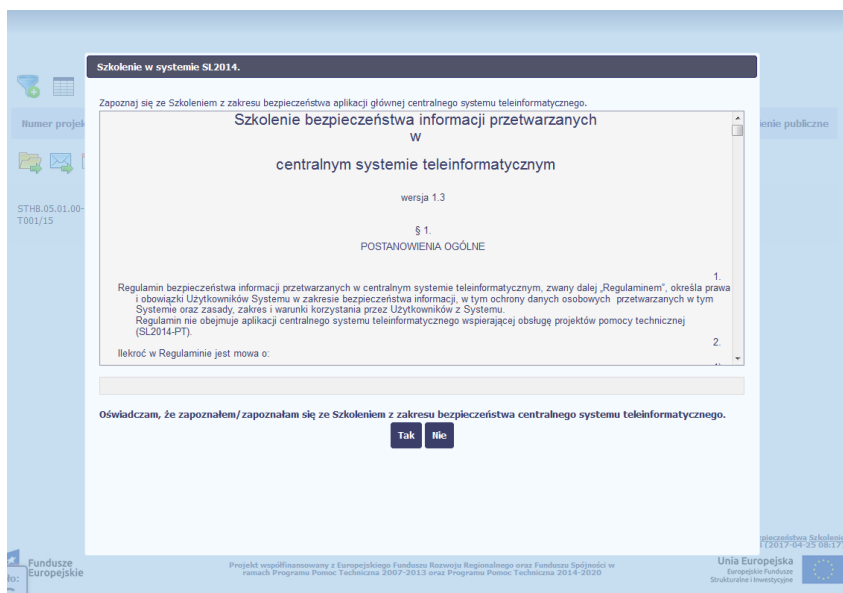 Szkolenie w systemie SL2014.
Zapoznaj się ze Szkoleniem z zakresu bezpieczeństwa aplikacji głównej centralnego systemu teleinformatycznego.
Szkolenie bezpieczeństwa informacji przetwarzanych
w
centralnym systemie teleinformatycznym
wersja 1.3
§ 1.
POSTANOWIENIA OGÓLNE
1.
Regulamin bezpieczeństwa informacji przetwarzanych w centralnym systemie teleinformatycznym, zwany dalej „Regulaminem”, określa prawa
i obowiązki Użytkowników Systemu w zakresie bezpieczeństwa informacji, w tym ochrony danych osobowych przetwarzanych w tym
Systemie oraz zasady, zakres i warunki korzystania przez Użytkowników z Systemu.
Regulamin nie obejmuje aplikacji centralnego systemu teleinformatycznego wspierającej obsługę projektów pomocy technicznej
(SL2014-PT).
2.
Ilekroć w Regulaminie jest mowa o:
Numer projek
enie publiczne
STHB.05.01.00-
T001/15
Oświadczam, że zapoznałem/zapoznałam się ze Szkoleniem z zakresu bezpieczeństwa centralnego systemu teleinformatycznego.
Tak Nie
(2017-04-25 08:17
Fundusze
Europejskie
Projekt współfinansowany z Europejskiego Funduszu Rozwoju Regionalnego oraz Funduszu Spójności w
ramach Programu Pomoc Techniczna 2007-2013 oraz Programu Pomoc Techniczna 2014-2020
Unia Europejska
Europejskie Fundusze
Strukturalne i Inwestycyjne